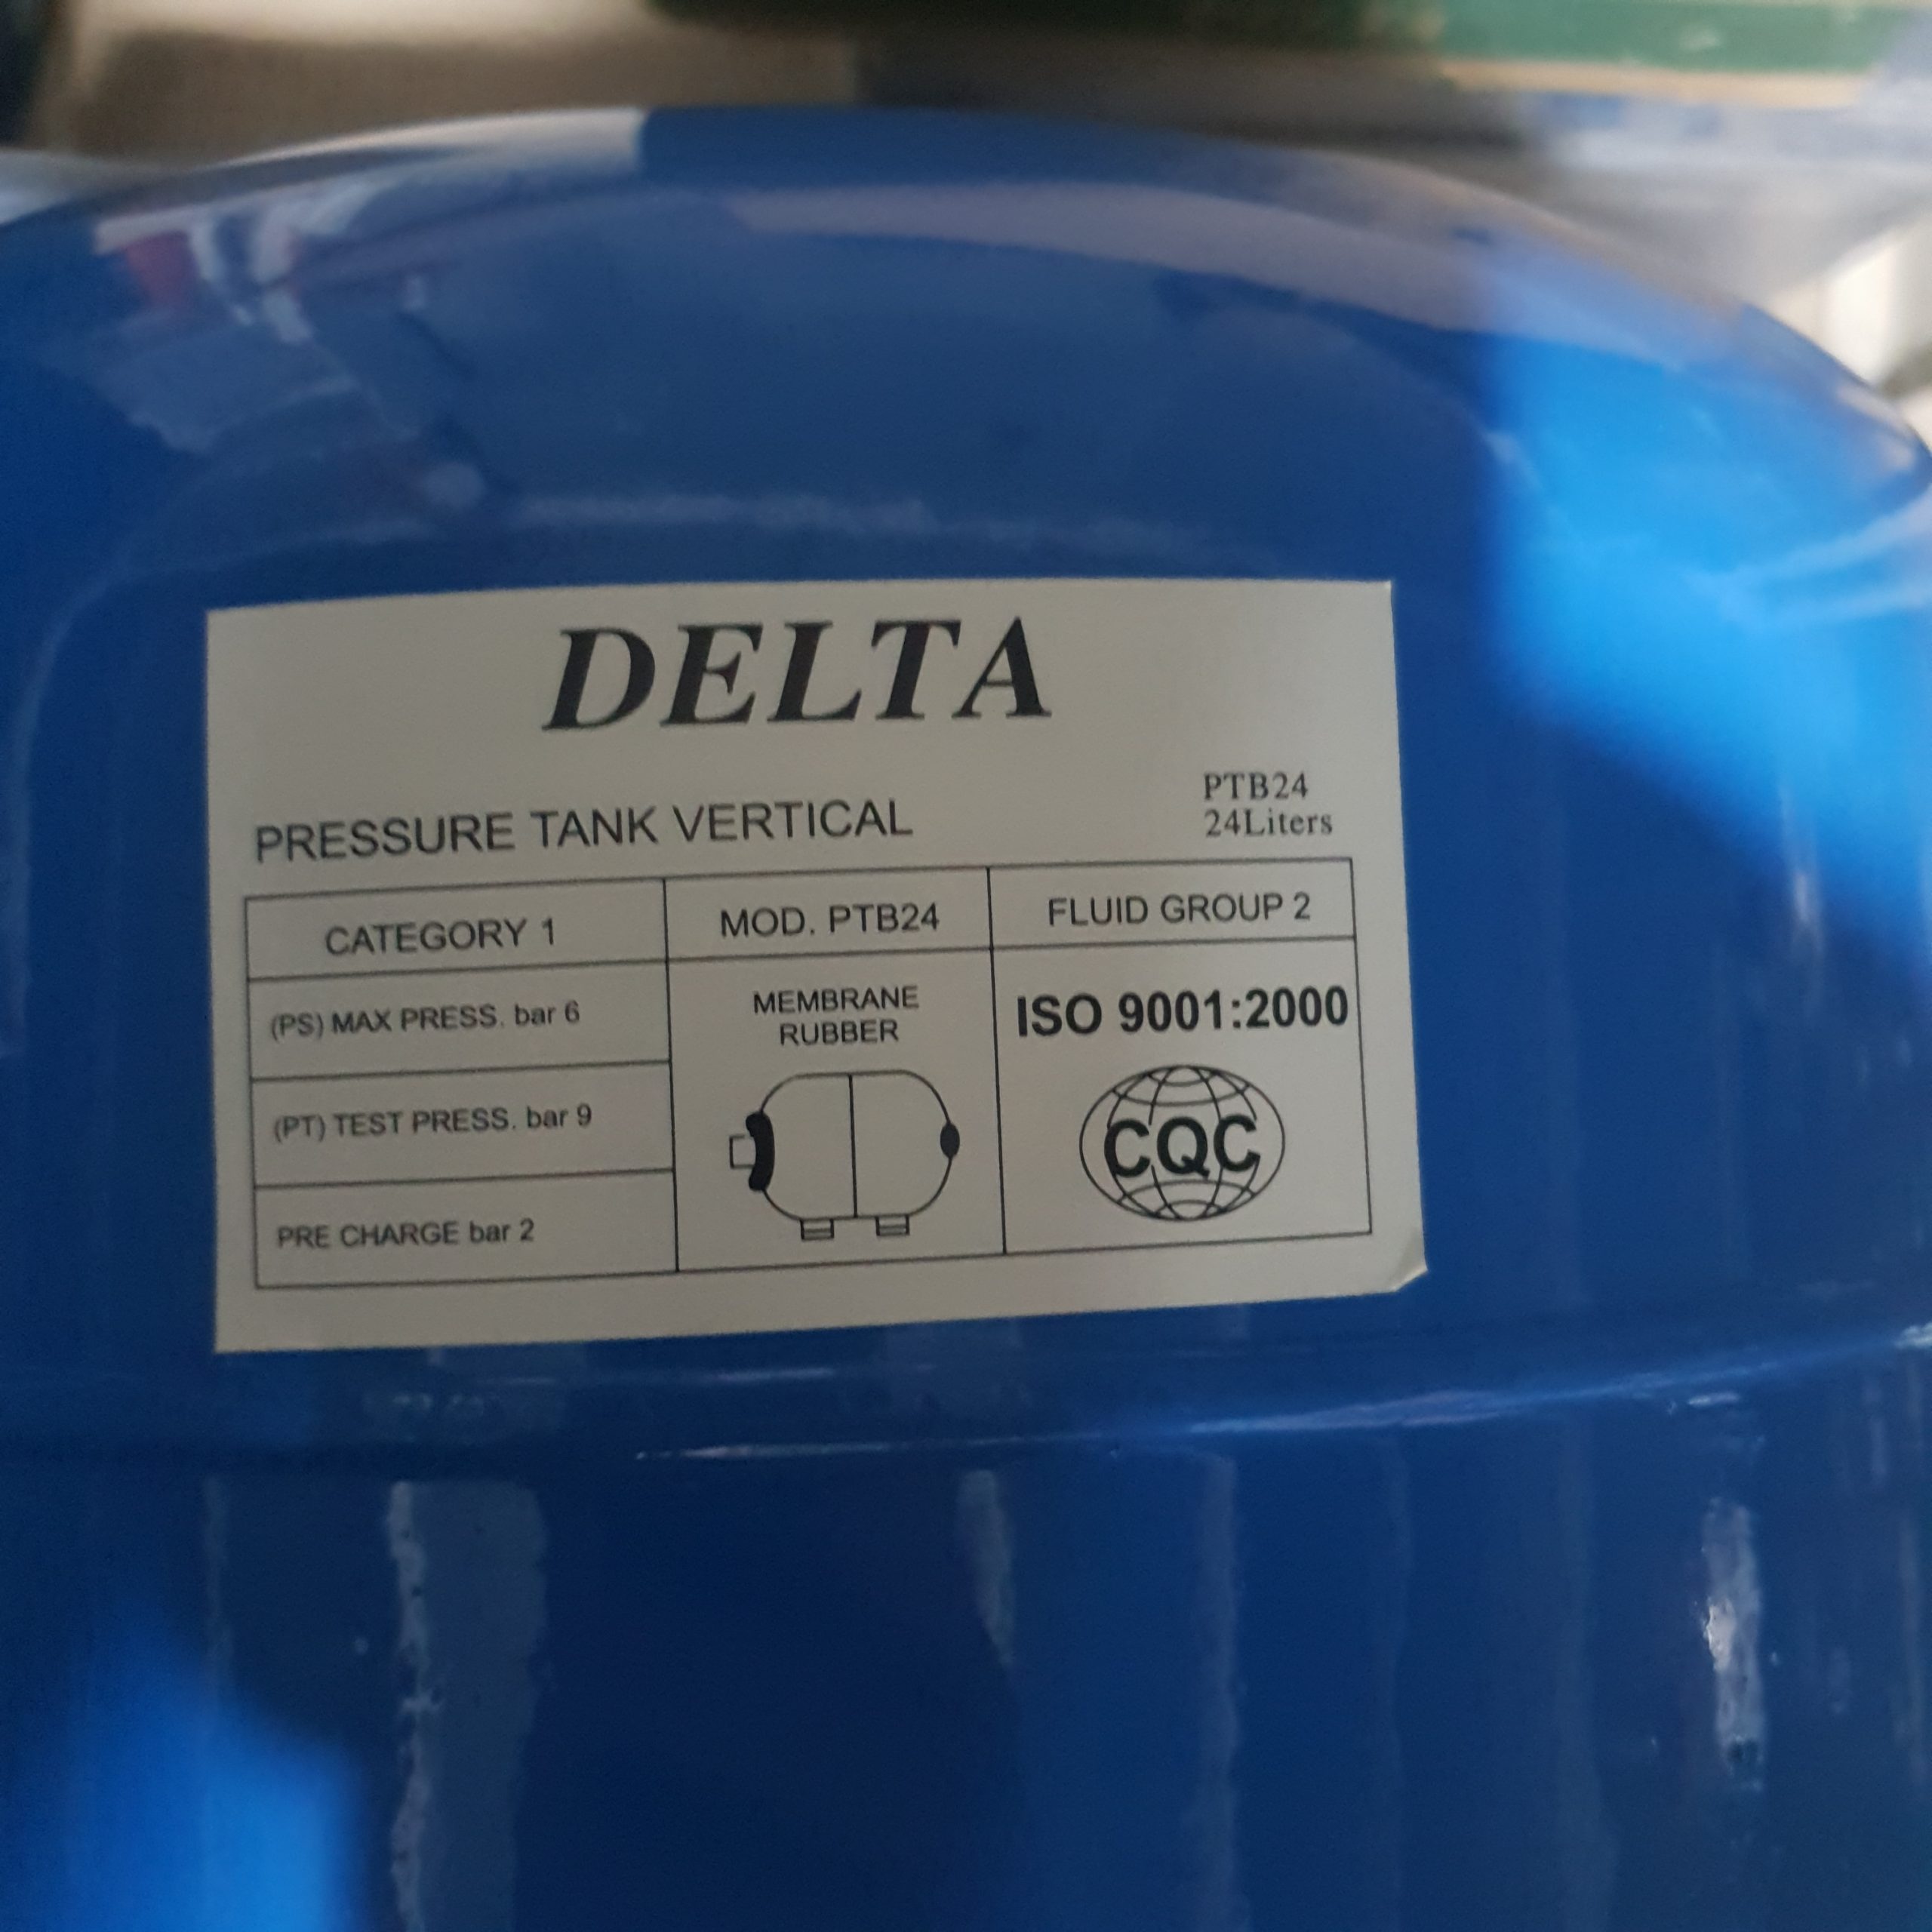 DELTA
PRESSURE TANK VERTICAL
PTB24
24Liters
CATEGORY 1
MOD. PTB24
FLUID GROUP 2
(PS) MAX PRESS. bar 6
(PT) TEST PRESS. bar 9
PRE CHARGE bar 2
MEMBRANE
RUBBER
ISO 9001:2000
CQC